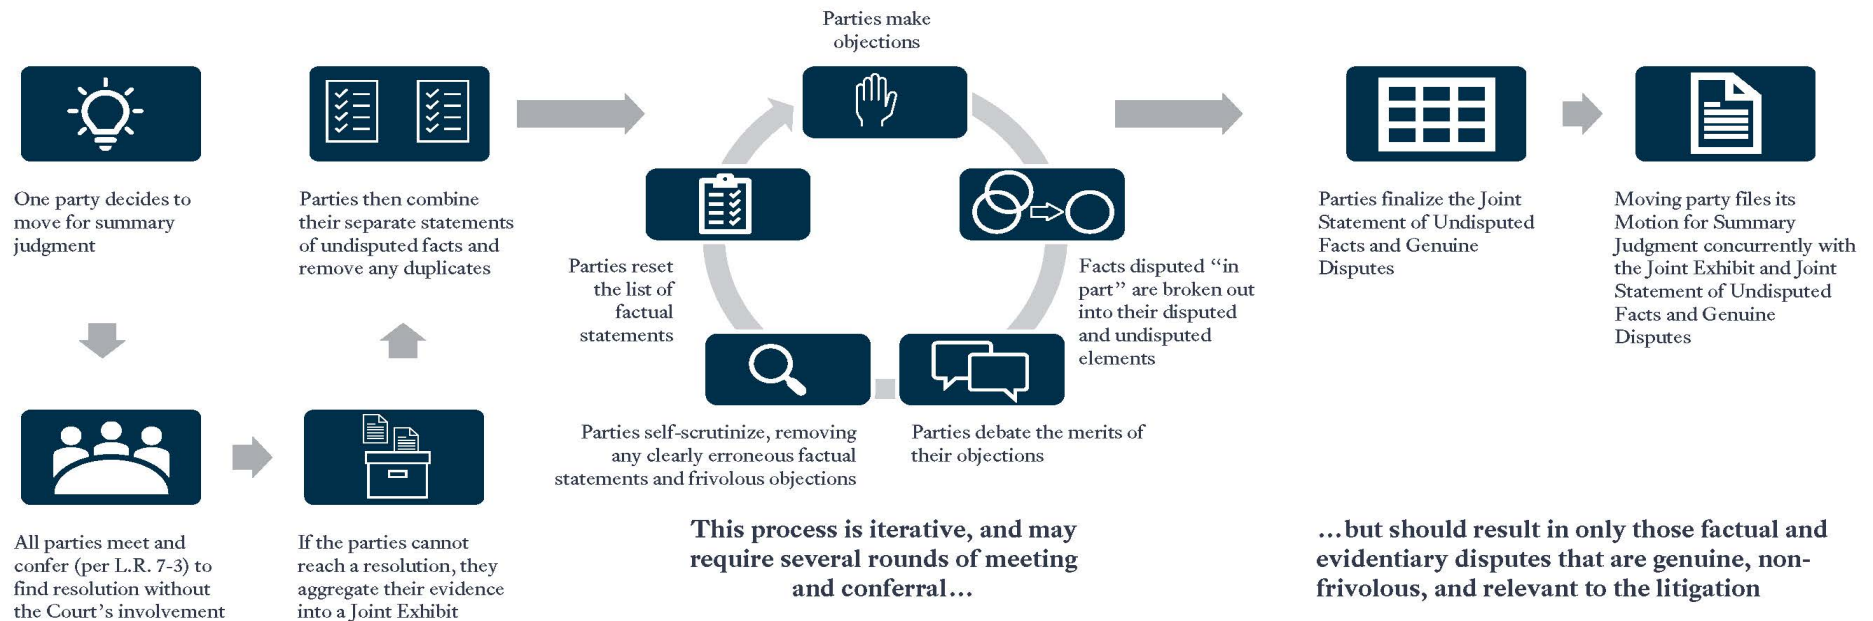 One party decides to
move for summary
judgment
All parties meet and
confer (per L.R. 7-3) to
find resolution without
the Court’s involvement
If the parties cannot
reach a resolution, they
aggregate their evidence
into a Joint Exhibit
Parties then combine
their separate statements
of undisputed facts and
remove any duplicates
Parties make
objections
Facts disputed “in
part” are broken out
into their disputed
and undisputed
elements
Parties debate the merits of
their objections
Parties self-scrutinize, removing
any clearly erroneous factual
statements and frivolous objections
Parties reset
the list of
factual
statements
This process is iterative, and may
require several rounds of meeting
and conferral…
Parties finalize the Joint
Statement of Undisputed
Facts and Genuine
Disputes
Moving party files its
Motion for Summary
Judgment concurrently with
the Joint Exhibit and Joint
Statement of Undisputed
Facts and Genuine
Disputes
…but should result in only those factual and
evidentiary disputes that are genuine, non-
frivolous, and relevant to the litigation